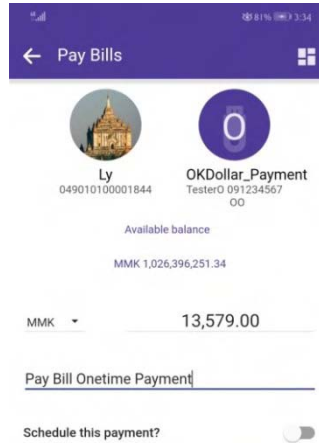 81% 3:34
Pay Bills
O
Ly
049010100001844
OKDollar_Payment
TesterO 091234567
OO
Available balance
MMK 1,026,396,251.34
MMK 13,579.00
Pay Bill Onetime Payment
Schedule this payment?